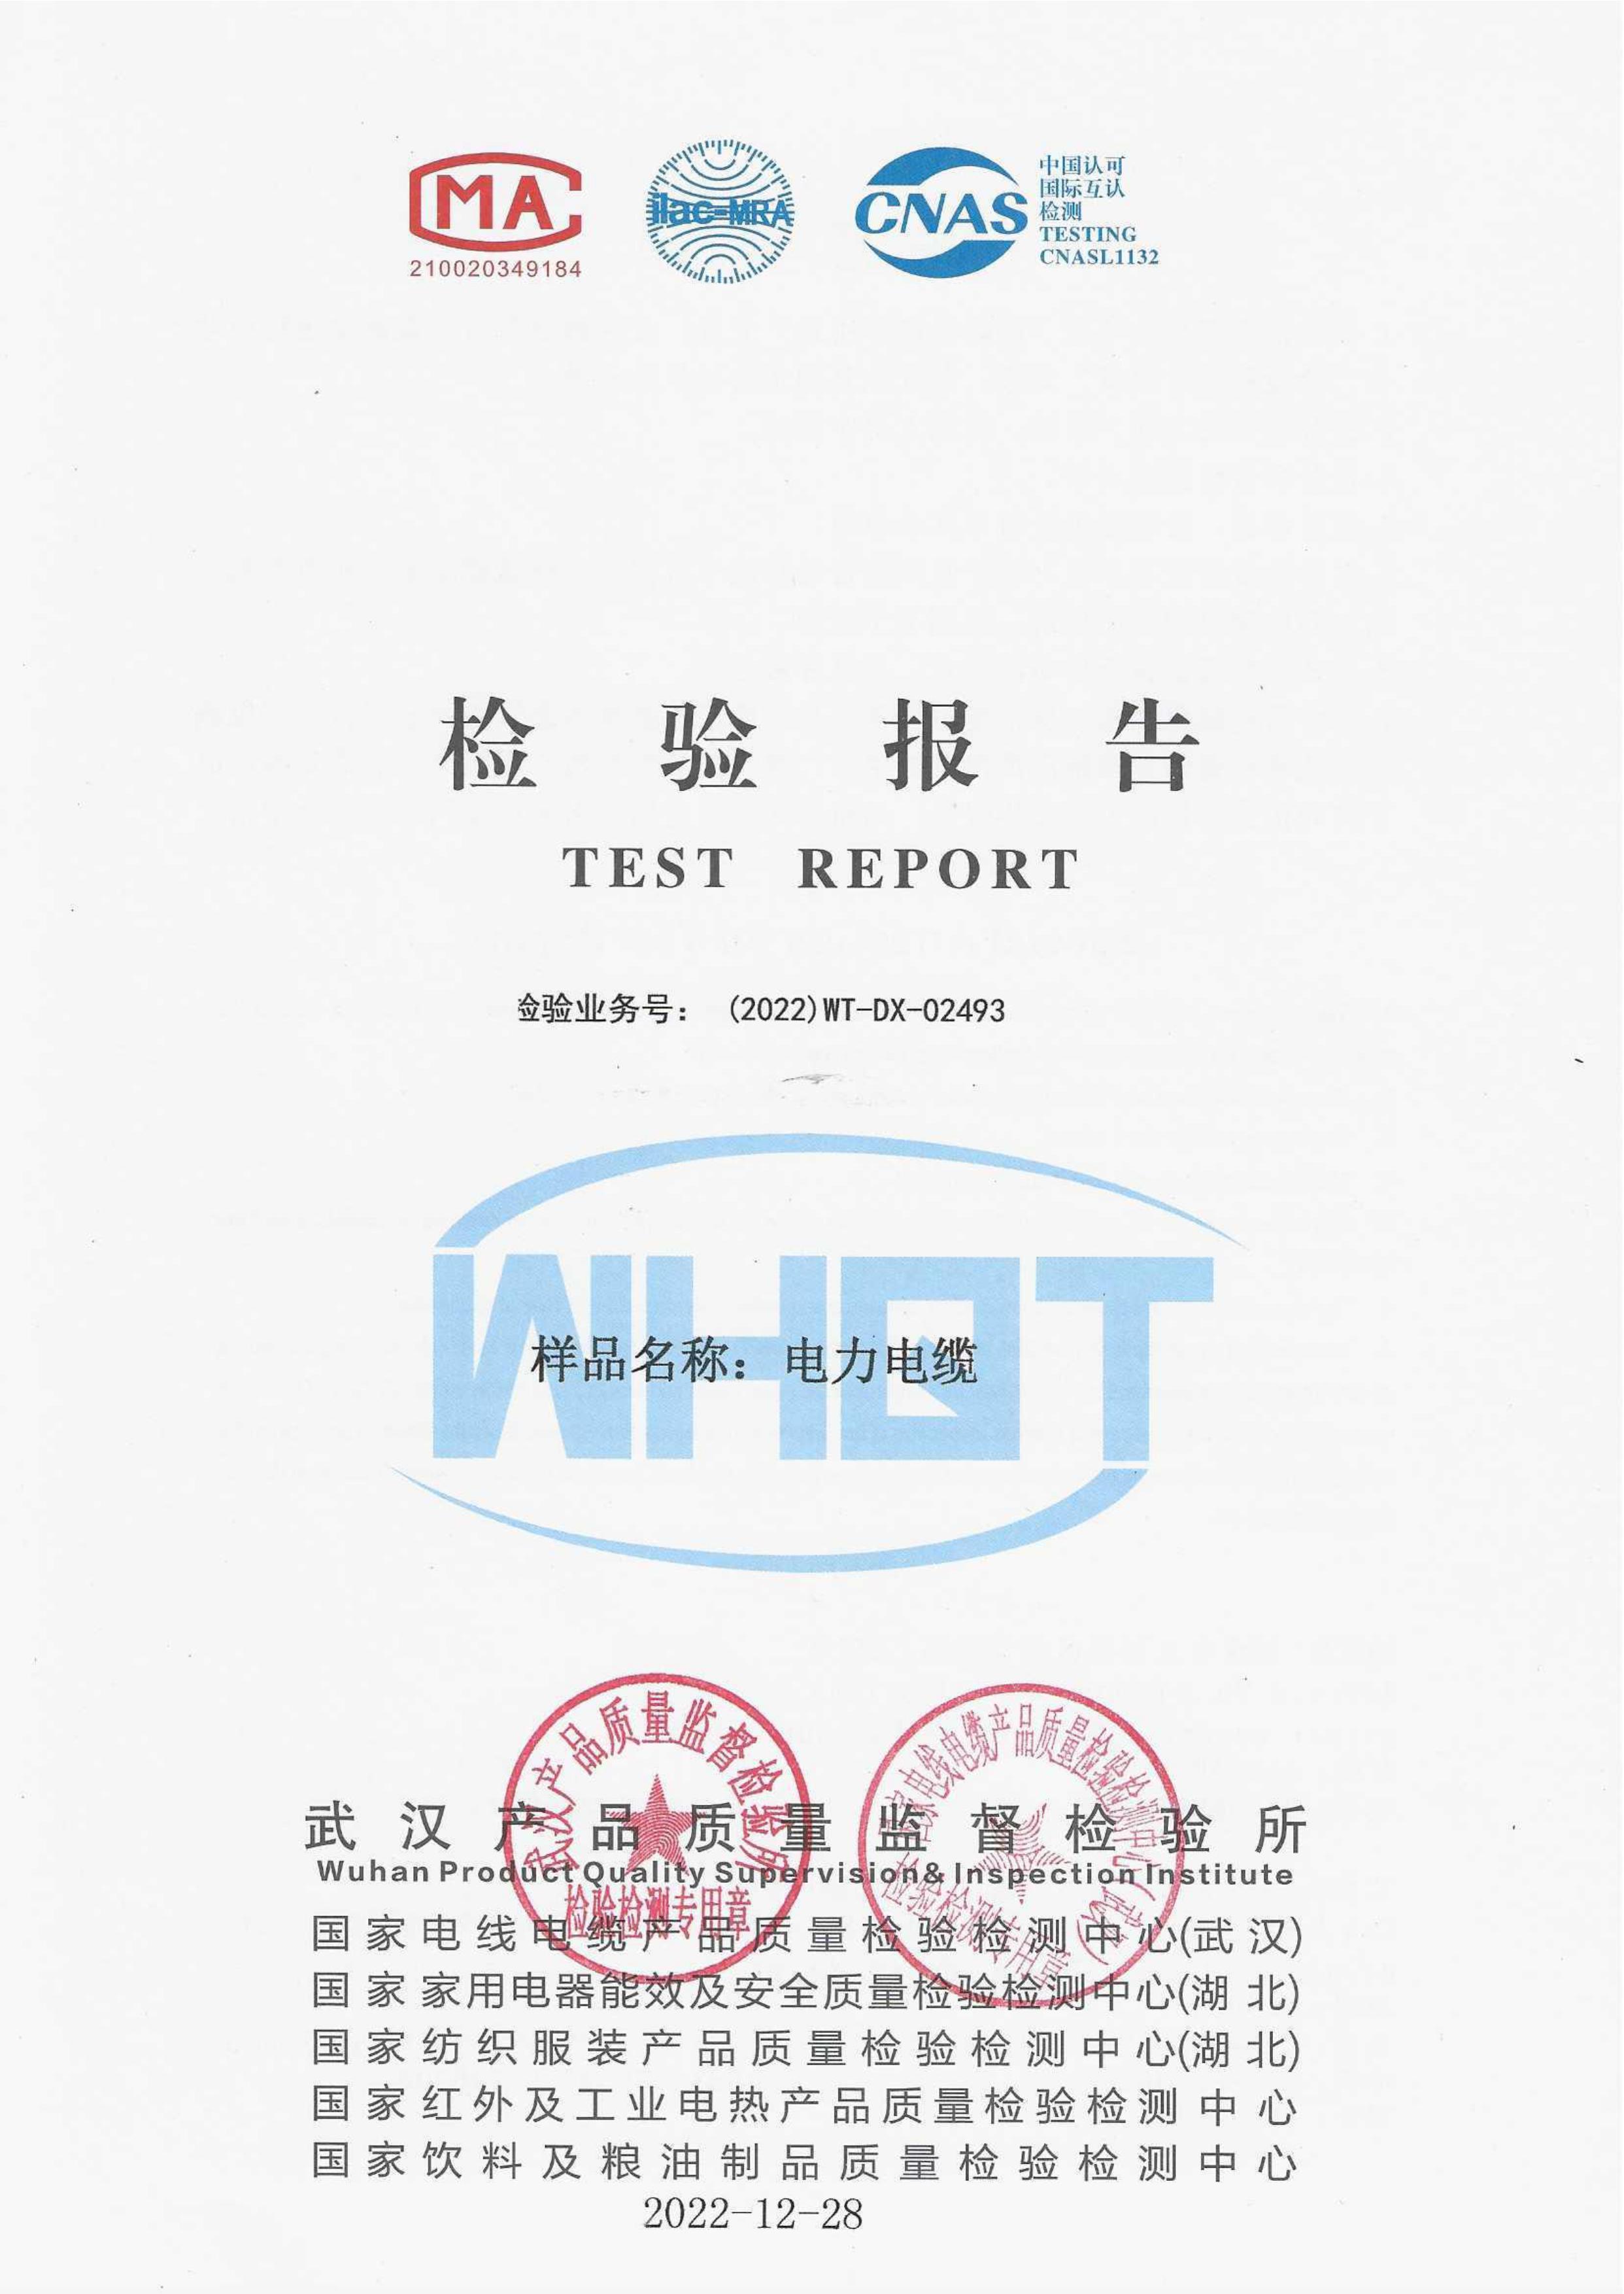 MA
210020349184
ilac-MRA
CNAS
中国认可
国际互认
检测
TESTING
CNASL1132
检验报告
TEST REPORT
检验业务号： (2022)WT-DX-02493
WHQT
样品名称：电力电缆
武汉产品质量监督检验所
检验检测专用章
国家电线电缆产品质量检验检测中心(武汉)
检验检测专用章
武汉产品质量监督检验所
Wuhan Product Quality Supervision& Inspection Institute
国家电线电缆产品质量检验检测中心(武汉)
国家家用电器能效及安全质量检验检测中心(湖北)
国家纺织服装产品质量检验检测中心(湖北)
国家红外及工业电热产品质量检验检测中心
国家饮料及粮油制品质量检验检测中心
2022-12-28